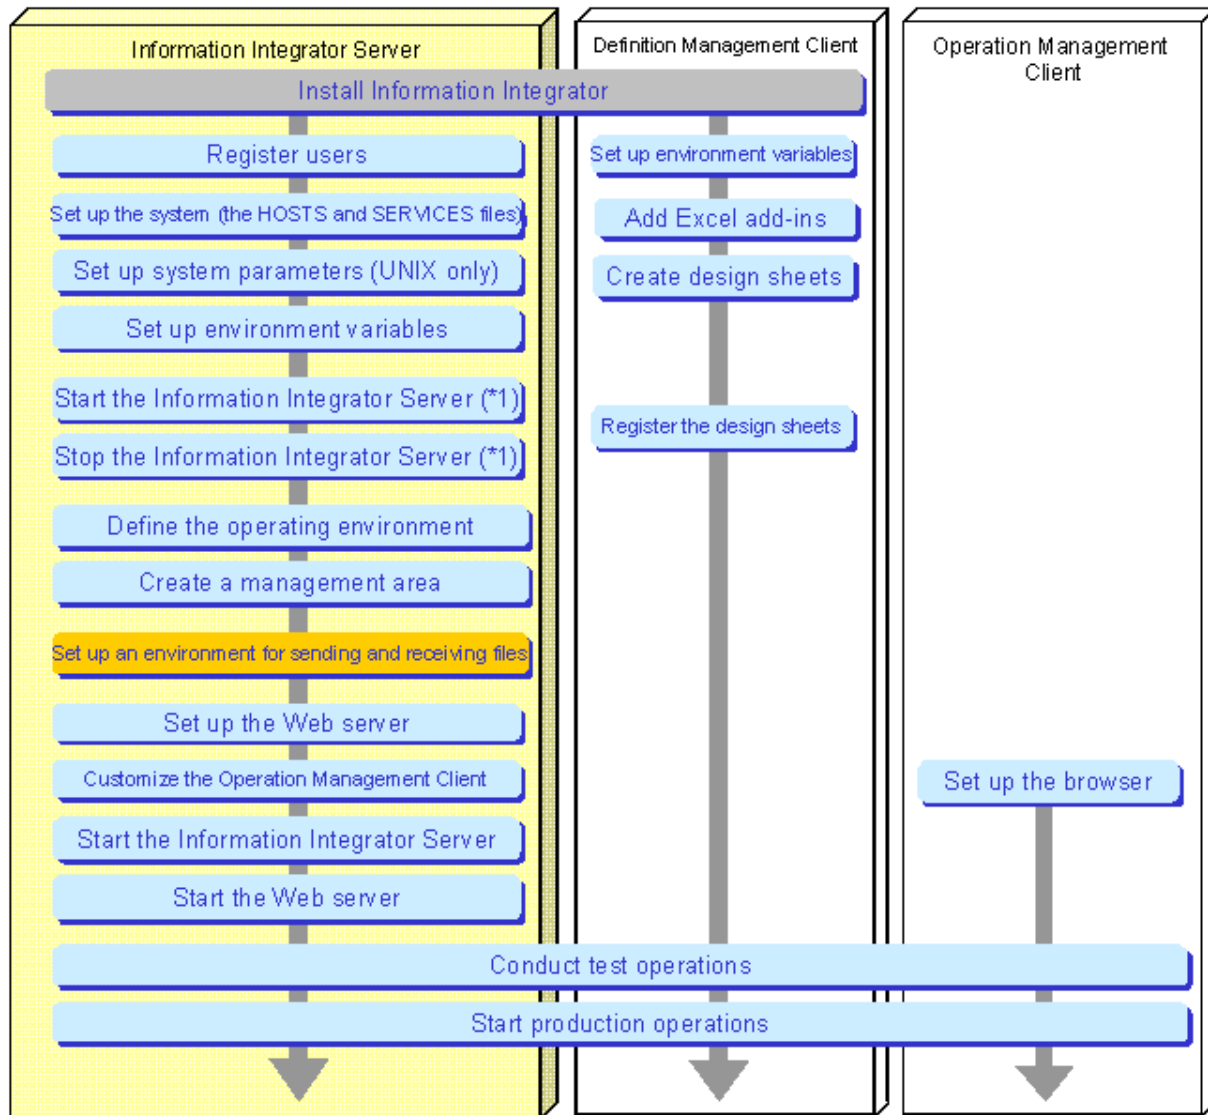 Information Integrator Server
Definition Management Client
Operation Management
Client
Install Information Integrator
Register users
Set up environment variables
Set up the system (the HOSTS and SERVICES files)
Add Excel add-ins
Set up system parameters (UNIX only)
Create design sheets
Set up environment variables
Start the Information Integrator Server (*1)
Register the design sheets
Stop the Information Integrator Server (*1)
Define the operating environment
Create a management area
Set up an environment for sending and receiving files
Set up the Web server
Customize the Operation Management Client
Set up the browser
Start the Information Integrator Server
Start the Web server
Conduct test operations
Start production operations